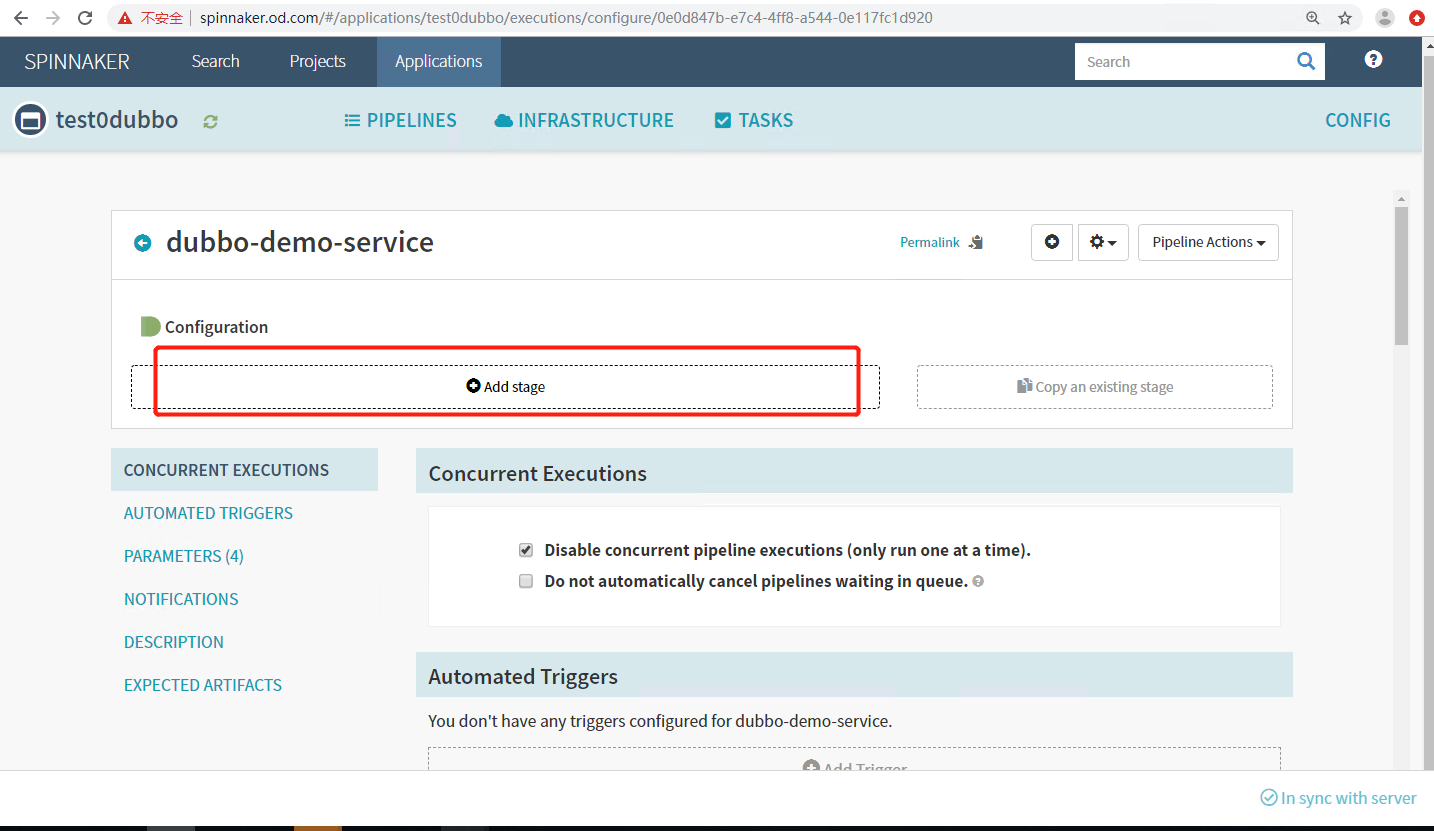 不安全 spinnaker.od.com/#/applications/test0dubbo/executions/configure/0e0d847b-e7c4-4ff8-a544-0e117fc1d920
SPINNAKER Search Projects Applications Search
test0dubbo PIPELINES INFRASTRUCTURE TASKS CONFIG
dubbo-demo-service Permalink Pipeline Actions
Configuration
Add stage Copy an existing stage
CONCURRENT EXECUTIONS
AUTOMATED TRIGGERS
PARAMETERS (4)
NOTIFICATIONS
DESCRIPTION
EXPECTED ARTIFACTS
Concurrent Executions
Disable concurrent pipeline executions (only run one at a time).
Do not automatically cancel pipelines waiting in queue.
Automated Triggers
You don't have any triggers configured for dubbo-demo-service.
Add Trigger
In sync with server